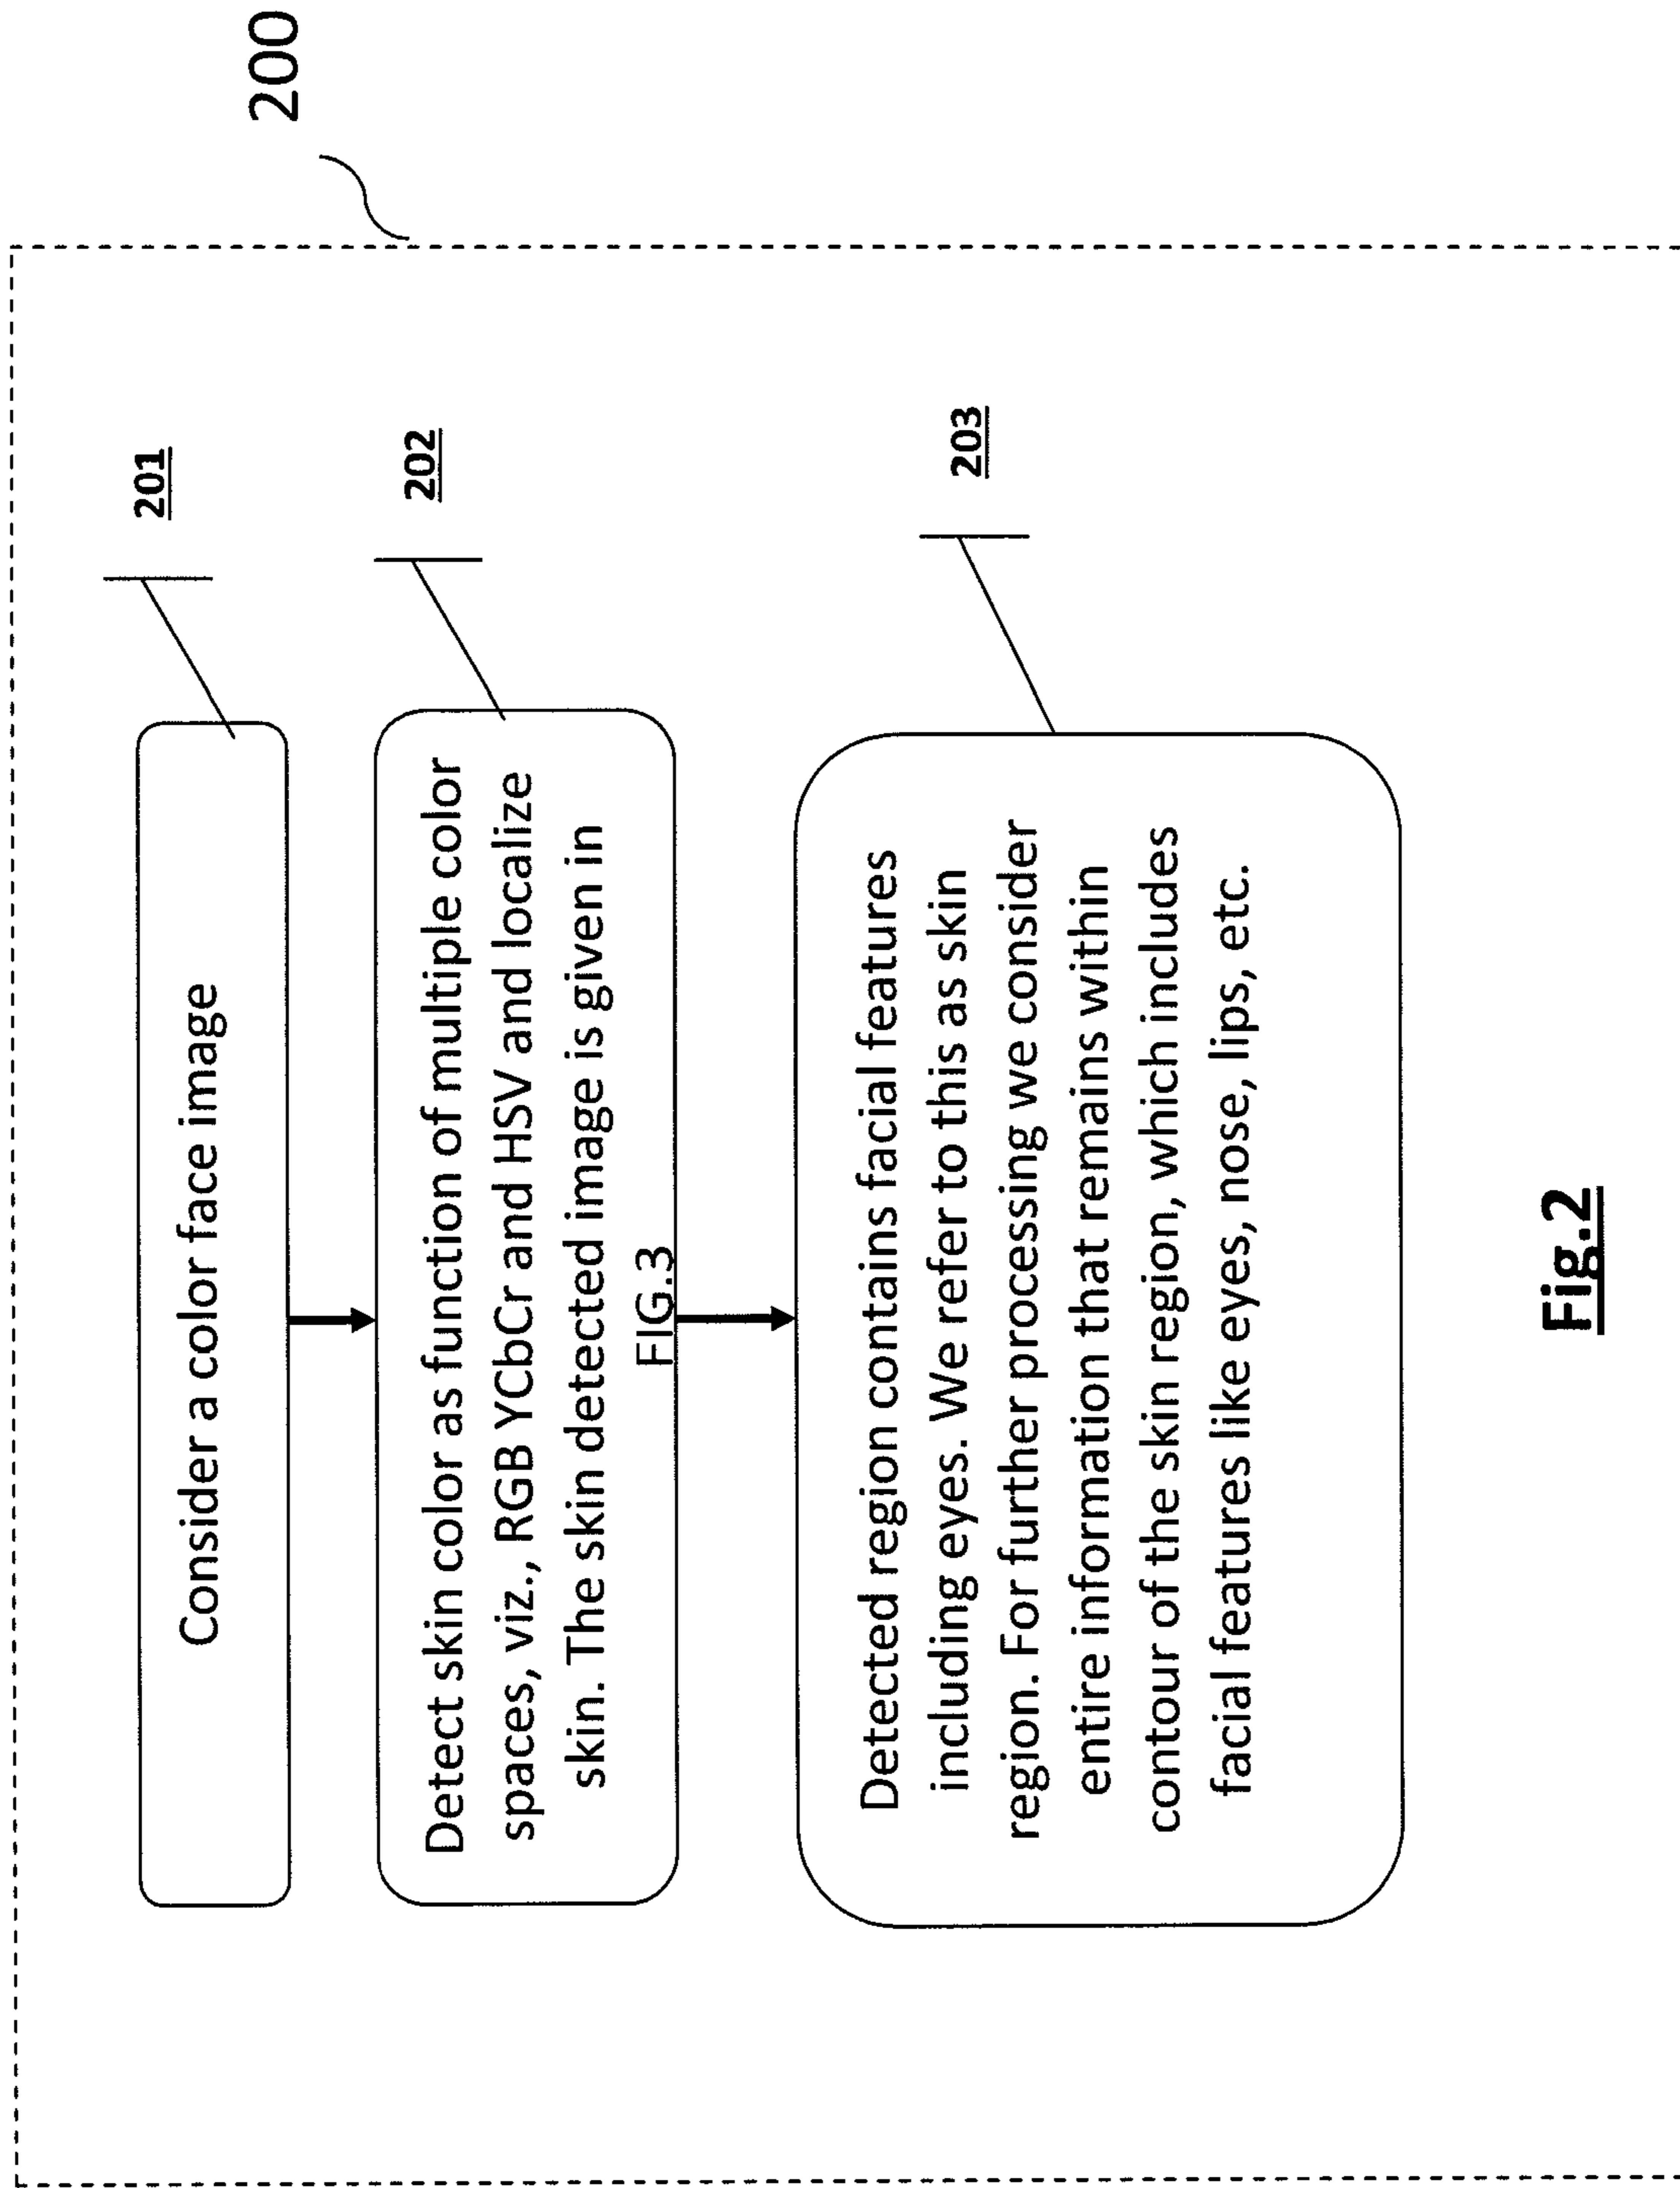 200
201
Consider a color face image
202
Detect skin color as function of multiple color
spaces, viz., RGB YCbCr and HSV and localize
skin. The skin detected image is given in
FIG.3
203
Detected region contains facial features
including eyes. We refer to this as skin
region. For further processing we consider
entire information that remains within
contour of the skin region, which includes
facial features like eyes, nose, lips, etc.
Fig.2